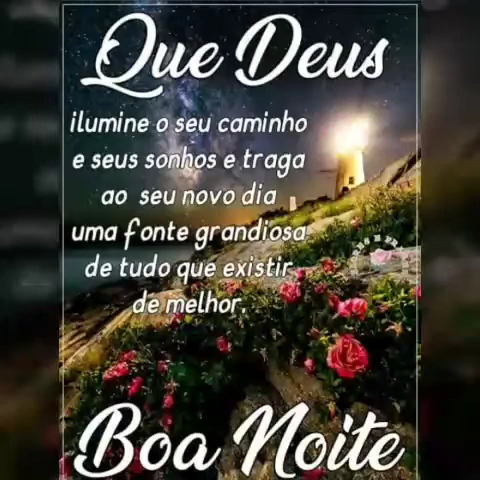 Que Deus
ilumine o seu caminho
e seus sonhos e traga
ao seu novo dia
uma fonte grandiosa
de tudo que existir
de melhor.
Boa Noite